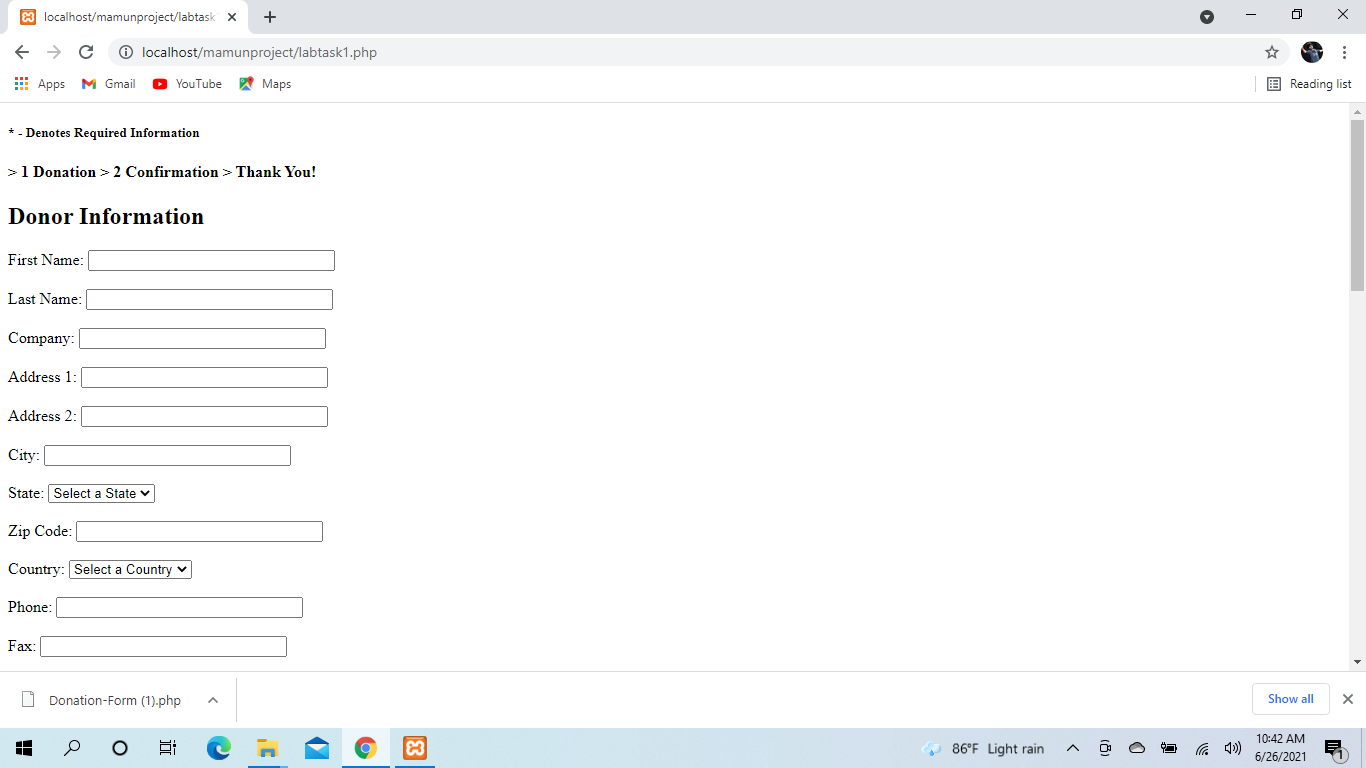 localhost/mamunproject/labtask
localhost/mamunproject/labtask1.php
Apps Gmail YouTube Maps Reading list
* - Denotes Required Information
> 1 Donation > 2 Confirmation > Thank You!
Donor Information
First Name:
Last Name:
Company:
Address 1:
Address 2:
City:
State: Select a State
Zip Code:
Country: Select a Country
Phone:
Fax:
Donation-Form (1).php Show all
86°F Light rain
10:42 AM
6/26/2021
1